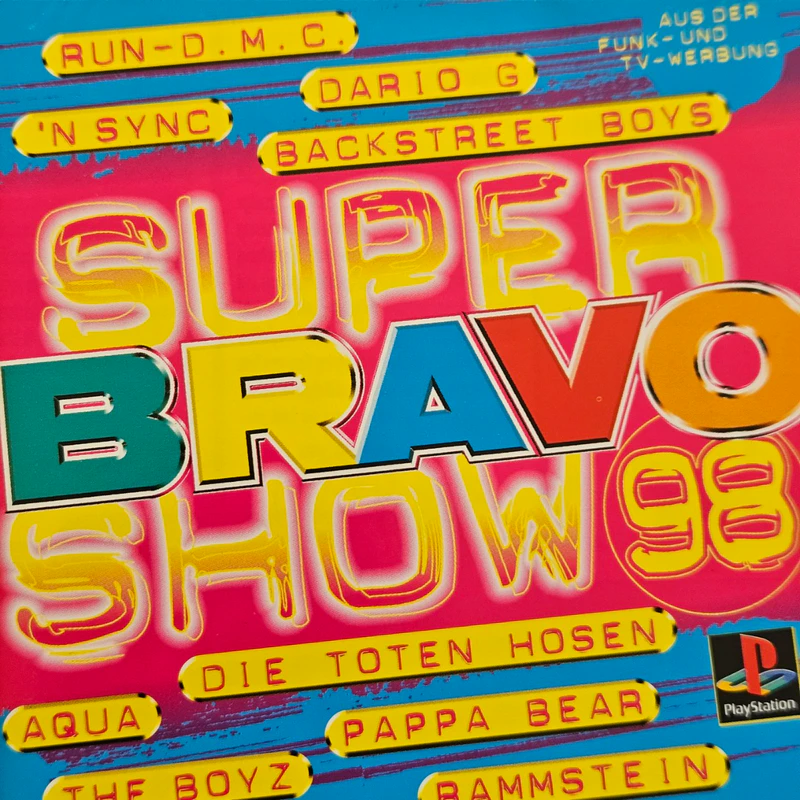 RUN-D.M.C.
AUS DER
FUNK- UND
TV-WERBUNG
DARIO G
'N SYNC
BACKSTREET BOYS
SUPER
BRAVO
SHOW 98
DIE TOTEN HOSEN
AQUA
PAPPA BEAR
PlayStation
THE BOYZ
RAMMSTEIN